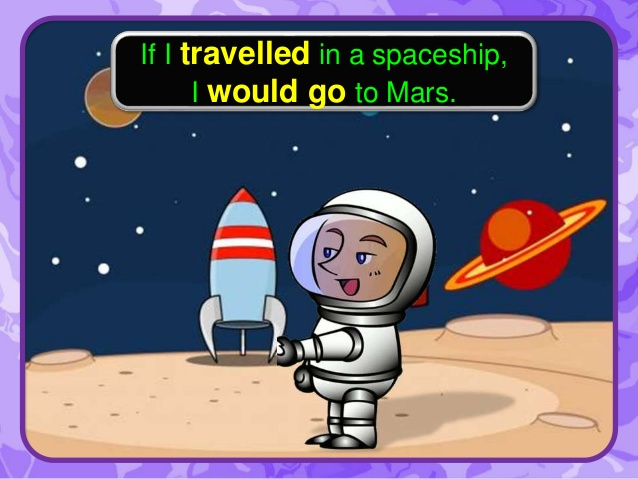 If I travelled in a spaceship,
I would go to Mars.